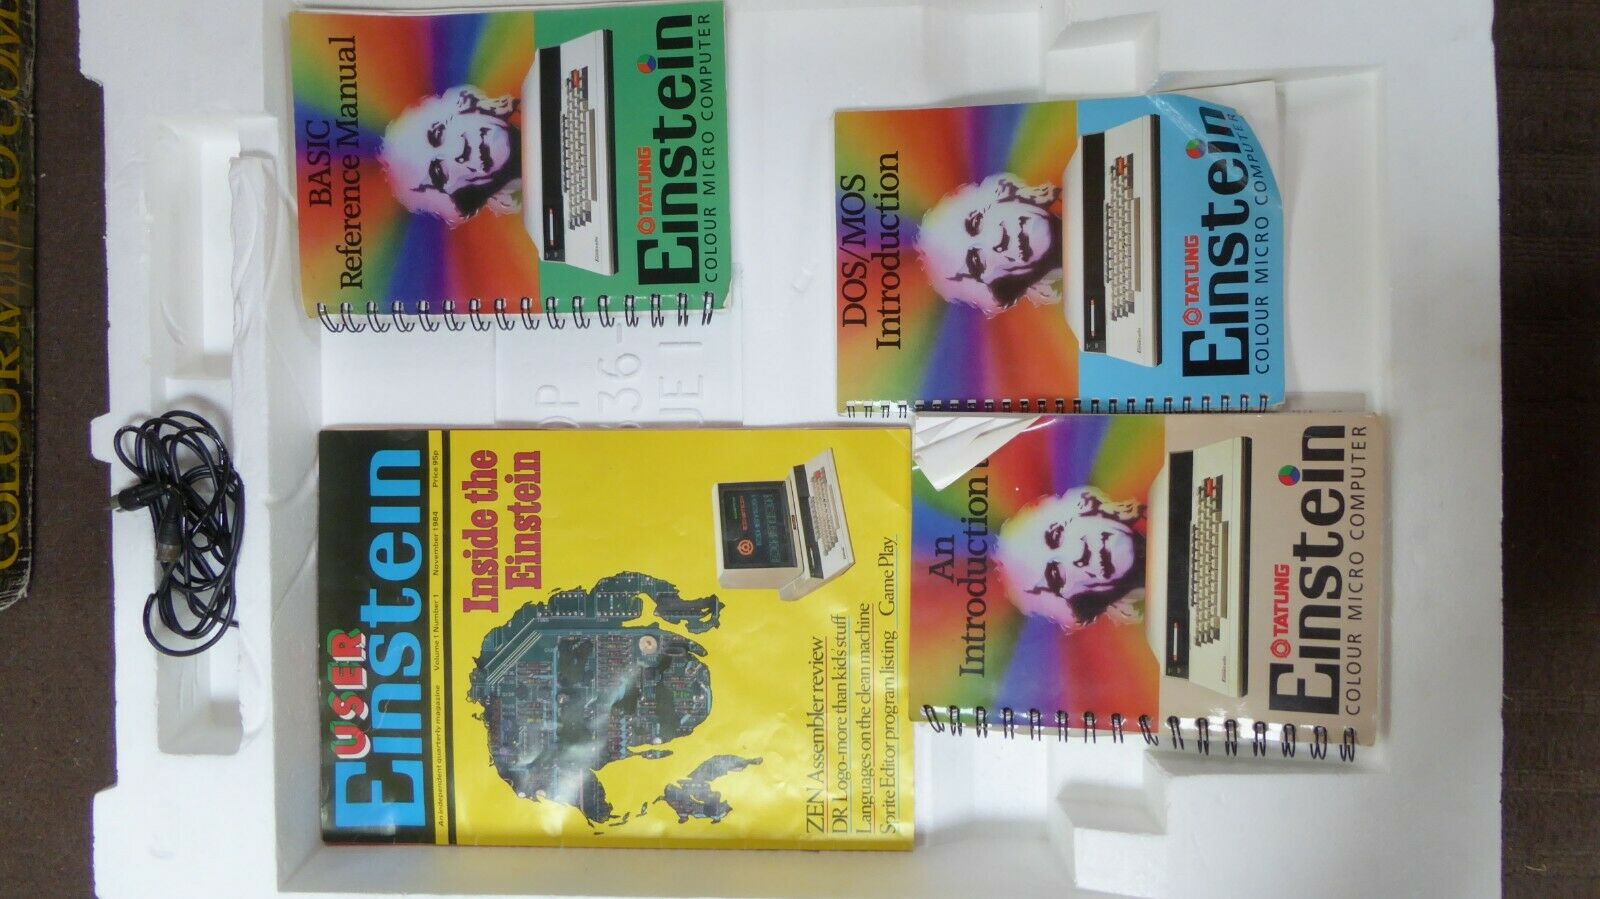 BASIC
Reference Manual
TATUNG
Einstein
COLOUR MICRO COMPUTER
DOS/MOS
Introduction
TATUNG
Einstein
COLOUR MICRO COMPUTER
An
Introduction
TATUNG
Einstein
COLOUR MICRO COMPUTER
USER
Einstein
An independent quarterly magazine Volume 1 Number 1 November 1984 Price 95p
Inside the
Einstein
ZEN Assembler review
DR Logo-more than kid's stuff
Languages on the clean machine
Sprite Editor program listing Game Play
COLOUR MICRO COM